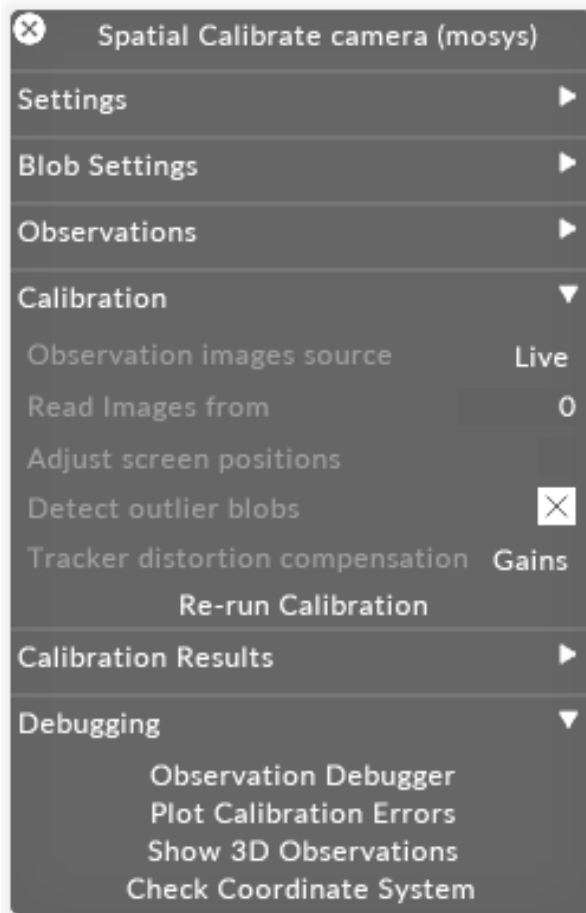 Spatial Calibrate camera (mosys)
Settings
Blob Settings
Observations
Calibration
Observation images source Live
Read Images from 0
Adjust screen positions
Detect outlier blobs
Tracker distortion compensation Gains
Re-run Calibration
Calibration Results
Debugging
Observation Debugger
Plot Calibration Errors
Show 3D Observations
Check Coordinate System